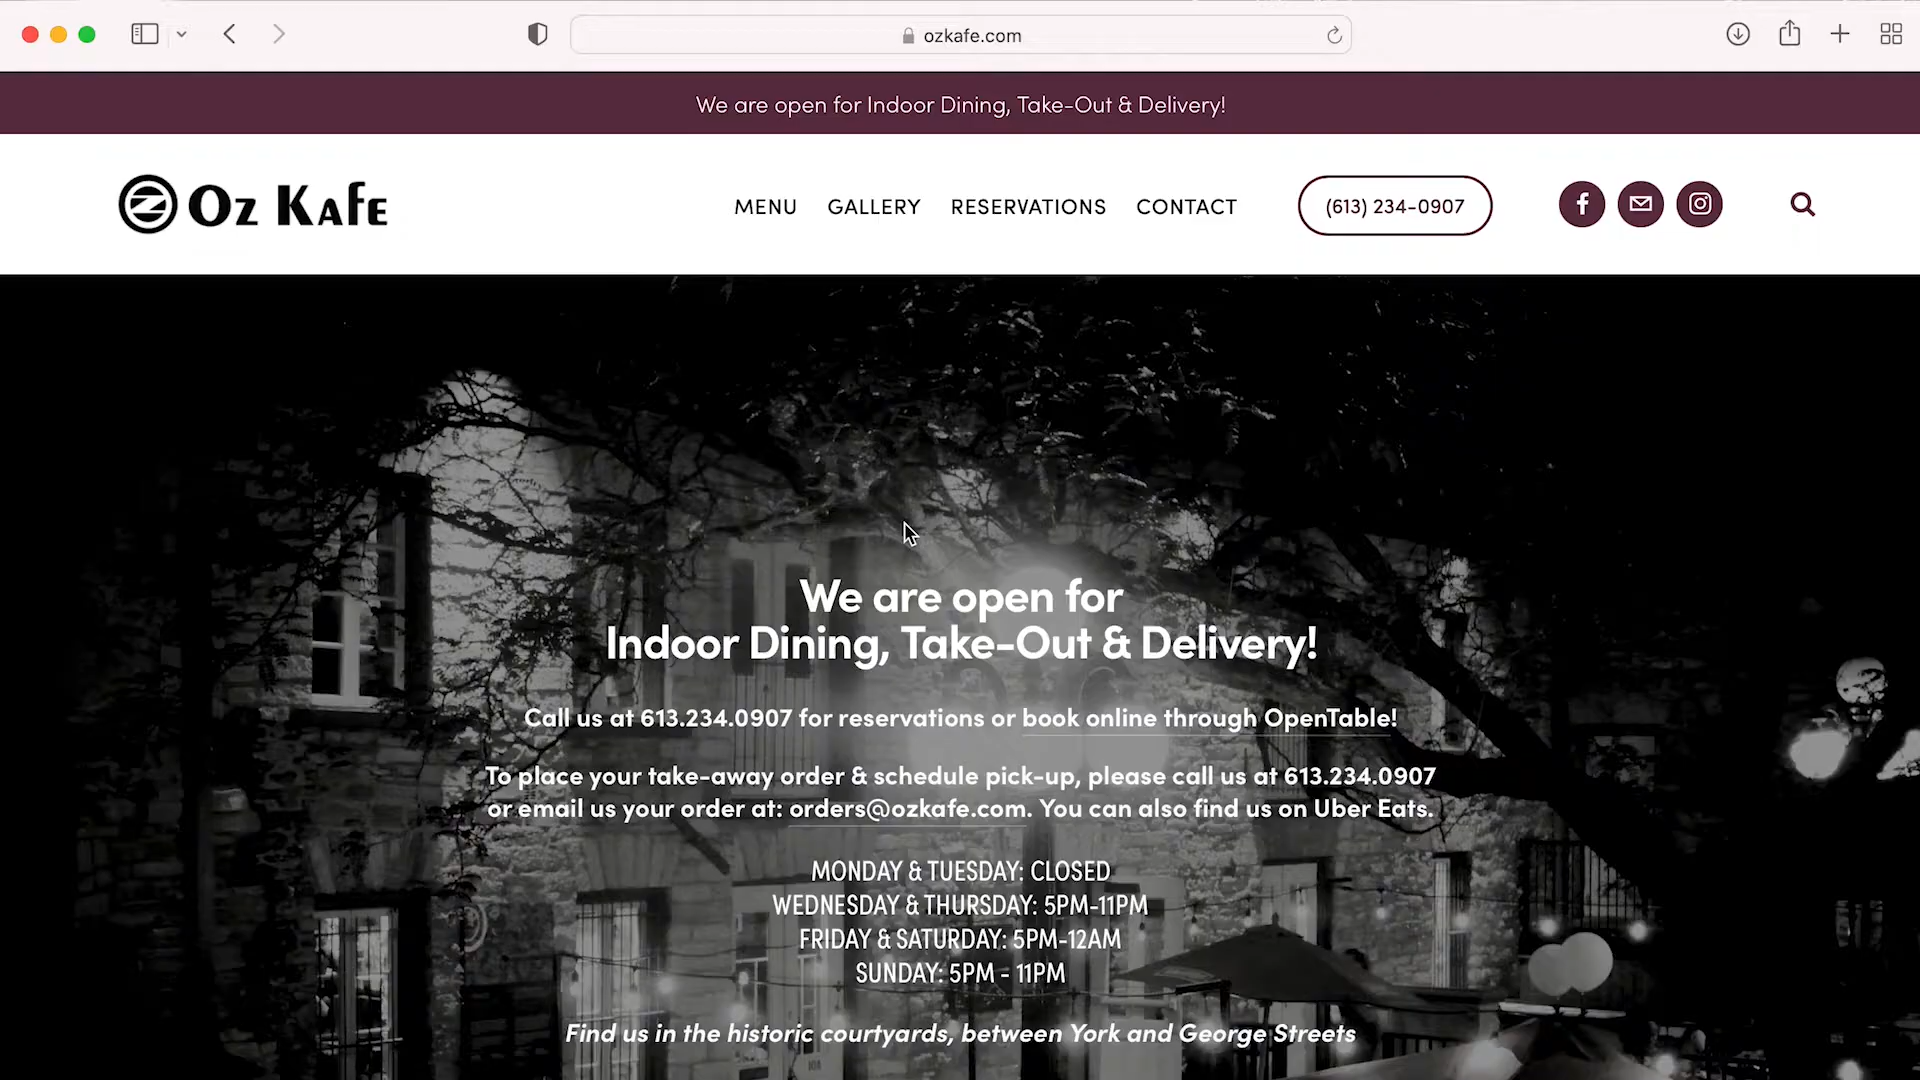 ozkafe.com
We are open for Indoor Dining, Take-Out & Delivery!
Oz Kafe
MENU GALLERY RESERVATIONS CONTACT (613) 234-0907
We are open for
Indoor Dining, Take-Out & Delivery!
Call us at 613.234.0907 for reservations or book online through OpenTable!
To place your take-away order & schedule pick-up, please call us at 613.234.0907
or email us your order at: orders@ozkafe.com. You can also find us on Uber Eats.
MONDAY & TUESDAY: CLOSED
WEDNESDAY & THURSDAY: 5PM-11PM
FRIDAY & SATURDAY: 5PM-12AM
SUNDAY: 5PM - 11PM
Find us in the historic courtyards, between York and George Streets